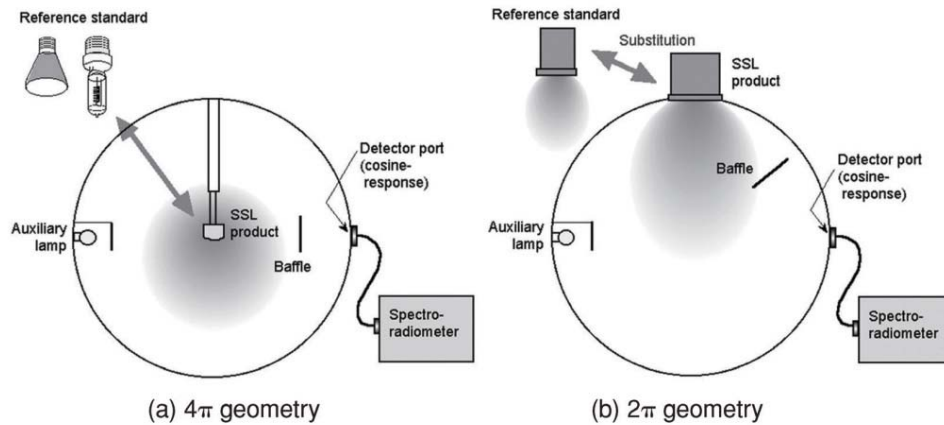 Reference standard
SSL
product
Detector port
(cosine-
response)
Auxiliary
lamp
Baffle
Spectro-
radiometer
(a) 4π geometry
Reference standard
Substitution
SSL
product
Baffle
Detector port
(cosine-
response)
Auxiliary
lamp
Spectro-
radiometer
(b) 2π geometry